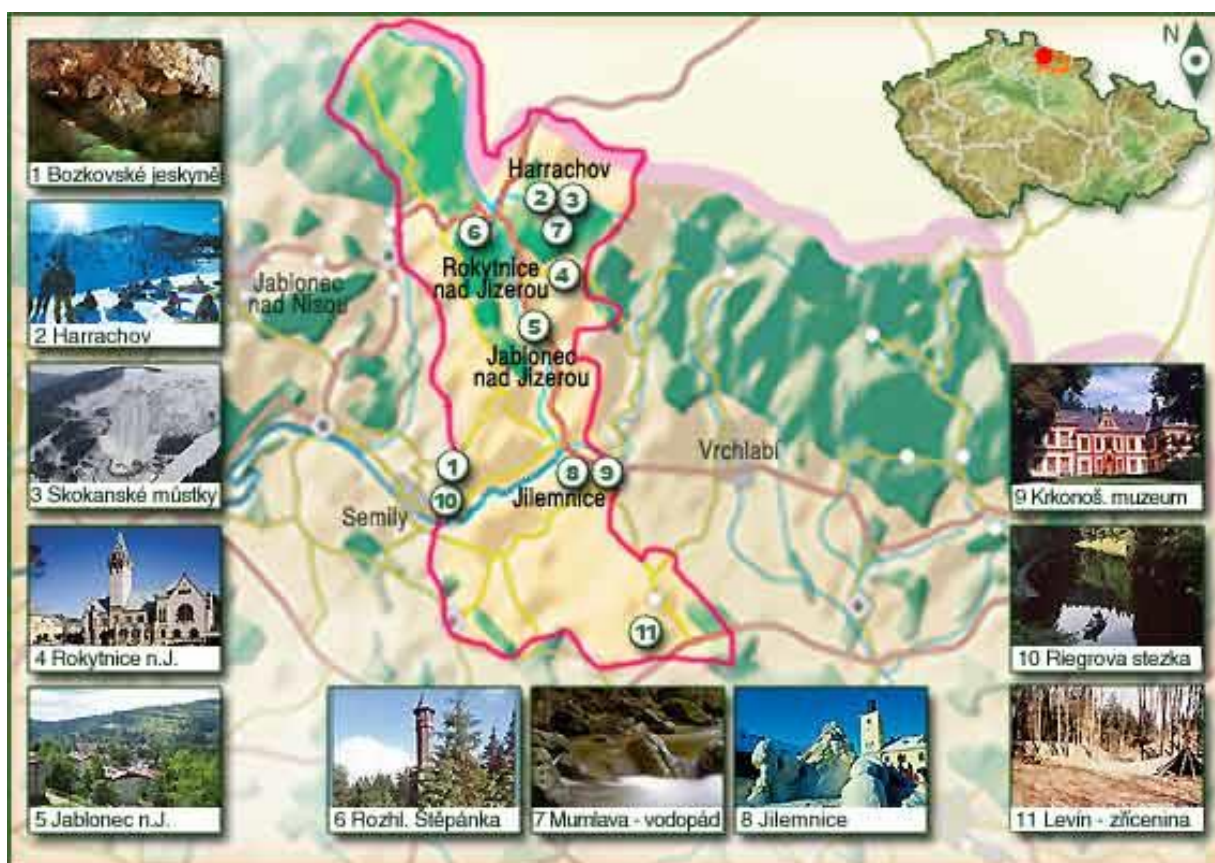 N
1 Bozkovské jeskyně
2 Harrachov
3 Skokanské můstky
4 Rokytnice n.J.
5 Jablonec n.J.
6 Rozhl. Štěpánka
7 Mumlava - vodopád
8 Jilemnice
9 Krkonoš. muzeum
10 Riegrova stezka
11 Levín - zřícenina
Harrachov
2
3
6
7
Rokytnice
nad Jizerou
4
Jablonec
nad Nisou
5
Jablonec
nad Jizerou
1
10
Semily
8
9
Jilemnice
Vrchlabí
11